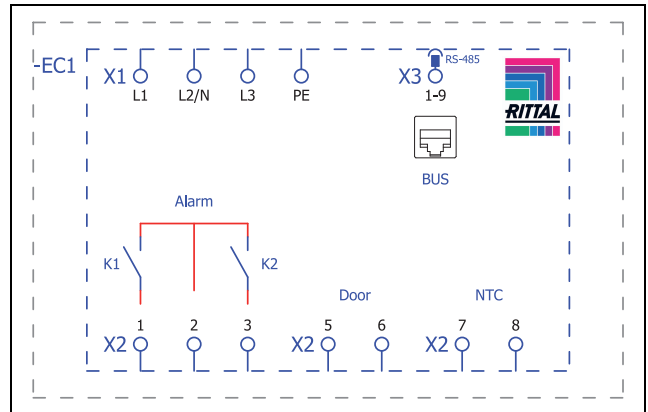 -EC1
X1
L1
L2/N
L3
PE
X3
RS-485
1-9
RITTAL
BUS
Alarm
K1
K2
Door
NTC
X2
1
2
3
X2
5
6
X2
7
8